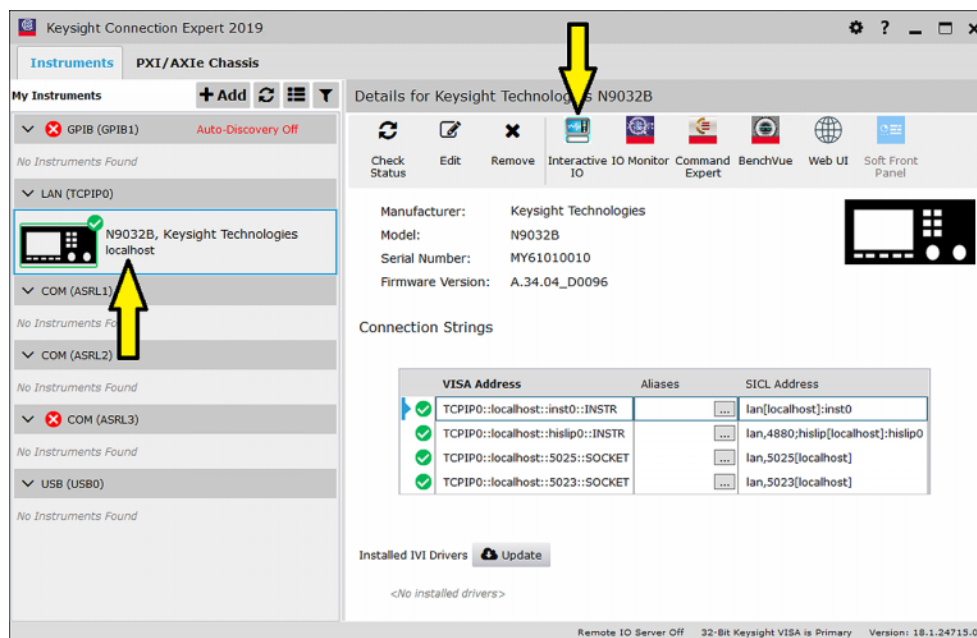 Keysight Connection Expert 2019
Instruments PXI/AXIe Chassis
My Instruments + Add
GPIB (GPIB1) Auto-Discovery Off
No Instruments Found
LAN (TCPIP0)
N9032B, Keysight Technologies
localhost
COM (ASRL1)
No Instruments
COM (ASRL2)
No Instruments Found
COM (ASRL3)
No Instruments Found
USB (USB0)
No Instruments Found
Details for Keysight Technologies N9032B
Check Status Edit Remove Interactive IO IO Monitor Command Expert BenchVue Web UI Soft Front Panel
Manufacturer: Keysight Technologies
Model: N9032B
Serial Number: MY61010010
Firmware Version: A.34.04_D0096
Connection Strings
VISA Address Aliases SICL Address
TCPIP0::localhost::inst0::INSTR ... lan[localhost]:inst0
TCPIP0::localhost::hislip0::INSTR ... lan,4880;hislip[localhost]:hislip0
TCPIP0::localhost::5025::SOCKET ... lan,5025[localhost]
TCPIP0::localhost::5023::SOCKET ... lan,5023[localhost]
Installed IVI Drivers Update
<No installed drivers>
Remote IO Server Off 32-Bit Keysight VISA is Primary Version: 18.1.24715.0